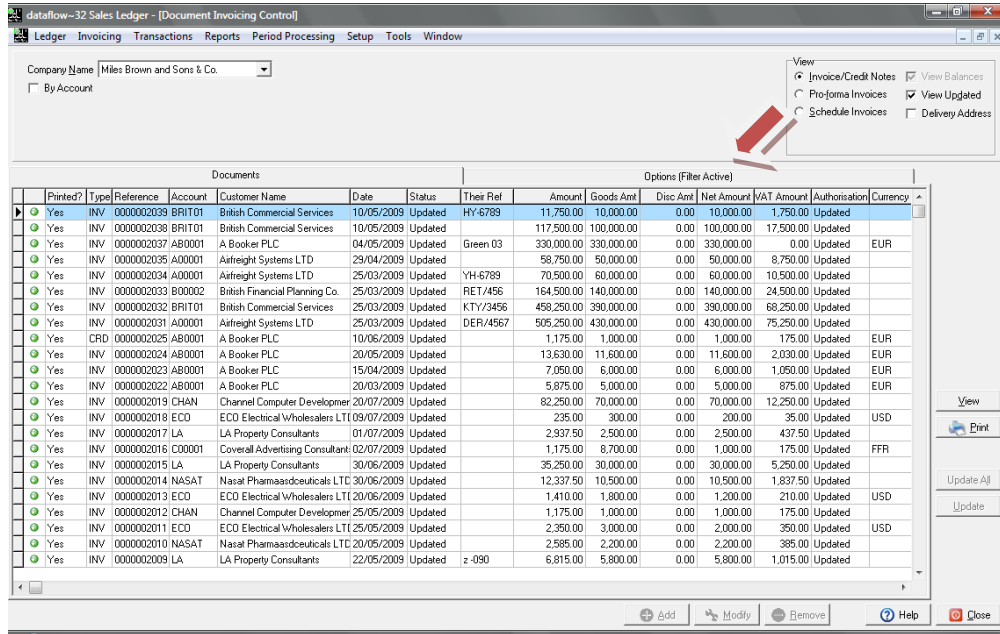 dataflow~32 Sales Ledger - [Document Invoicing Control]
Ledger Invoicing Transactions Reports Period Processing Setup Tools Window
Company Name Miles Brown and Sons & Co.
By Account
View
Invoice/Credit Notes View Balances
Pro-forma Invoices View Updated
Schedule Invoices Delivery Address
Documents Options (Filter Active)
Printed? Type Reference Account Customer Name Date Status Their Ref Amount Goods Amt Disc Amt Net Amount VAT Amount Authorisation Currency
Yes INV 0000002039 BRIT01 British Commercial Services 10/05/2009 Updated HY-6789 11,750.00 10,000.00 0.00 10,000.00 1,750.00 Updated
Yes INV 0000002038 BRIT01 British Commercial Services 10/05/2009 Updated 117,500.00 100,000.00 0.00 100,000.00 17,500.00 Updated
Yes INV 0000002037 AB0001 A Booker PLC 04/05/2009 Updated Green 03 330,000.00 330,000.00 0.00 330,000.00 0.00 Updated EUR
Yes INV 0000002035 A00001 Airfreight Systems LTD 29/04/2009 Updated 58,750.00 50,000.00 0.00 50,000.00 8,750.00 Updated
Yes INV 0000002034 A00001 Airfreight Systems LTD 25/03/2009 Updated YH-6789 70,500.00 60,000.00 0.00 60,000.00 10,500.00 Updated
Yes INV 0000002033 B00002 British Financial Planning Co. 25/03/2009 Updated RET/456 164,500.00 140,000.00 0.00 140,000.00 24,500.00 Updated
Yes INV 0000002032 BRIT01 British Commercial Services 25/03/2009 Updated KTY/3456 458,250.00 390,000.00 0.00 390,000.00 68,250.00 Updated
Yes INV 0000002031 A00001 Airfreight Systems LTD 25/03/2009 Updated DER/4567 505,250.00 430,000.00 0.00 430,000.00 75,250.00 Updated
Yes CRD 0000002025 AB0001 A Booker PLC 10/06/2009 Updated 1,175.00 1,000.00 0.00 1,000.00 175.00 Updated EUR
Yes INV 0000002024 AB0001 A Booker PLC 20/05/2009 Updated 13,630.00 11,600.00 0.00 11,600.00 2,030.00 Updated EUR
Yes INV 0000002023 AB0001 A Booker PLC 15/04/2009 Updated 7,050.00 6,000.00 0.00 6,000.00 1,050.00 Updated EUR
Yes INV 0000002022 AB0001 A Booker PLC 20/03/2009 Updated 5,875.00 5,000.00 0.00 5,000.00 875.00 Updated EUR
Yes INV 0000002019 CHAN Channel Computer Developmer 20/07/2009 Updated 82,250.00 70,000.00 0.00 70,000.00 12,250.00 Updated
Yes INV 0000002018 ECO ECO Electrical Wholesalers LTI 09/07/2009 Updated 235.00 300.00 0.00 200.00 35.00 Updated USD
Yes INV 0000002017 LA LA Property Consultants 01/07/2009 Updated 2,937.50 2,500.00 0.00 2,500.00 437.50 Updated
Yes INV 0000002016 C00001 Coverall Advertising Consultant: 02/07/2009 Updated 1,175.00 8,700.00 0.00 1,000.00 175.00 Updated FFR
Yes INV 0000002015 LA LA Property Consultants 30/06/2009 Updated 35,250.00 30,000.00 0.00 30,000.00 5,250.00 Updated
Yes INV 0000002014 NASAT Nasat Pharmaasdceuticals LTD 30/06/2009 Updated 12,337.50 10,500.00 0.00 10,500.00 1,837.50 Updated
Yes INV 0000002013 ECO ECO Electrical Wholesalers LTI 20/06/2009 Updated 1,410.00 1,800.00 0.00 1,200.00 210.00 Updated USD
Yes INV 0000002012 CHAN Channel Computer Developmer 25/05/2009 Updated 1,175.00 1,000.00 0.00 1,000.00 175.00 Updated
Yes INV 0000002011 ECO ECO Electrical Wholesalers LTI 25/05/2009 Updated 2,350.00 3,000.00 0.00 2,000.00 350.00 Updated USD
Yes INV 0000002010 NASAT Nasat Pharmaasdceuticals LTD 20/05/2009 Updated 2,585.00 2,200.00 0.00 2,200.00 385.00 Updated
Yes INV 0000002009 LA LA Property Consultants 22/05/2009 Updated z -090 6,815.00 5,800.00 0.00 5,800.00 1,015.00 Updated
View
Print
Update All
Update
Add Modify Remove Help Close